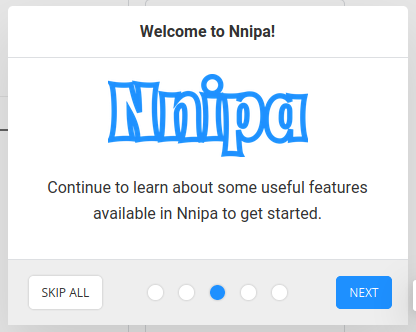 Welcome to Nnipa!
Nnipa
Continue to learn about some useful features
available in Nnipa to get started.
SKIP ALL
NEXT